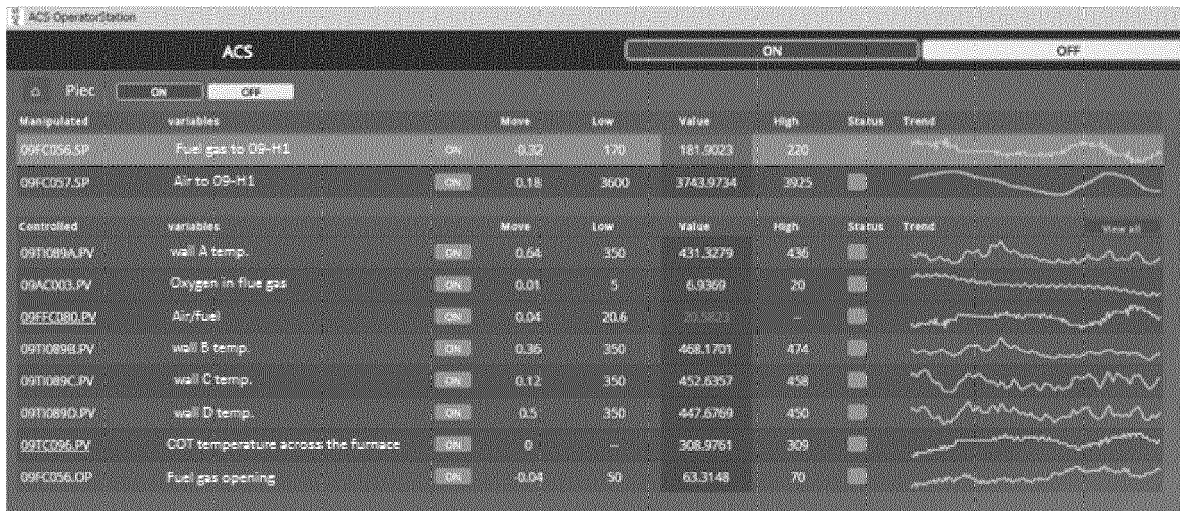 ACS OperatorStation
ACS ON OFF
Piec ON OFF
Manipulated variables Move Low Value High Status Trend
09FC056.SP Fuel gas to 09-H1 ON -0.32 170 181.9023 220
09FC057.SP Air to 09-H1 ON 0.18 3600 3743.9734 3925
Controlled variables Move Low Value High Status Trend View all
09TI089A.PV wall A temp. ON 0.64 350 431.3279 436
09AC003.PV Oxygen in flue gas ON 0.01 5 6.9369 20
09FFC080.PV Air/fuel ON 0.04 20.6 20.5823 --
09TI089B.PV wall B temp. ON 0.36 350 468.1701 474
09TI089C.PV wall C temp. ON 0.12 350 452.6357 458
09TI089D.PV wall D temp. ON 0.5 350 447.6769 450
09TC096.PV COT temperature across the furnace ON 0 -- 308.9761 309
09FC056.OP Fuel gas opening ON -0.04 50 63.3148 70